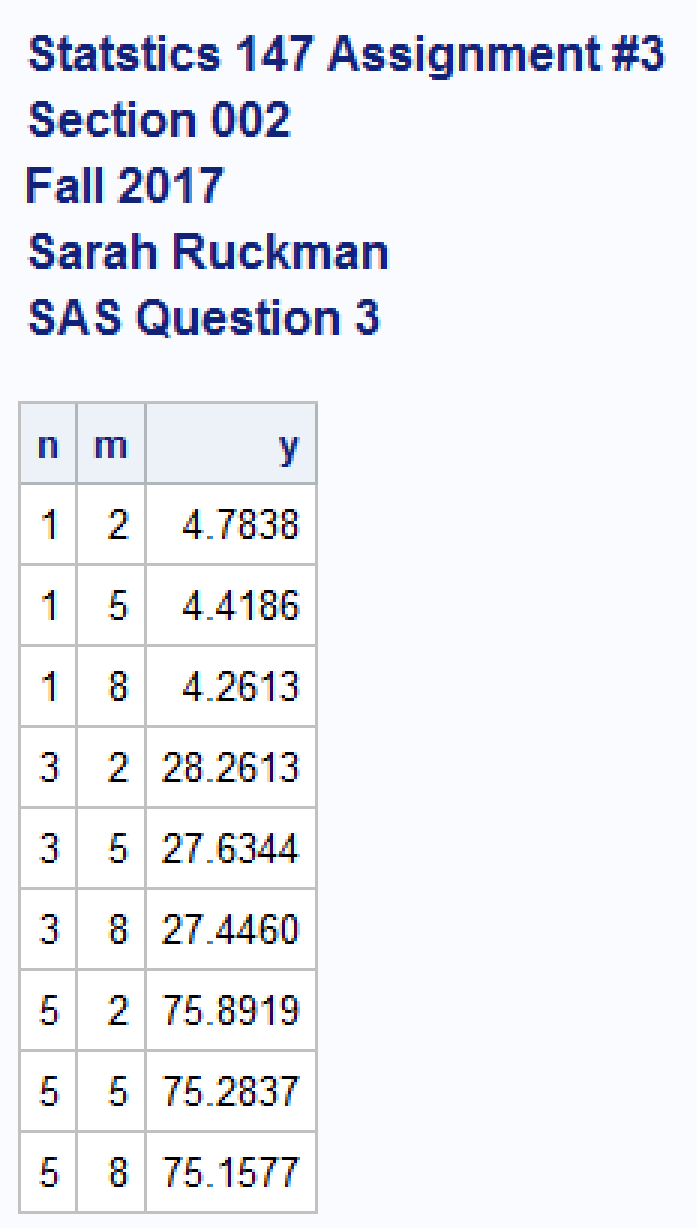 Statstics 147 Assignment #3
Section 002
Fall 2017
Sarah Ruckman
SAS Question 3
n m y
1 2 4.7838
1 5 4.4186
1 8 4.2613
3 2 28.2613
3 5 27.6344
3 8 27.4460
5 2 75.8919
5 5 75.2837
5 8 75.1577